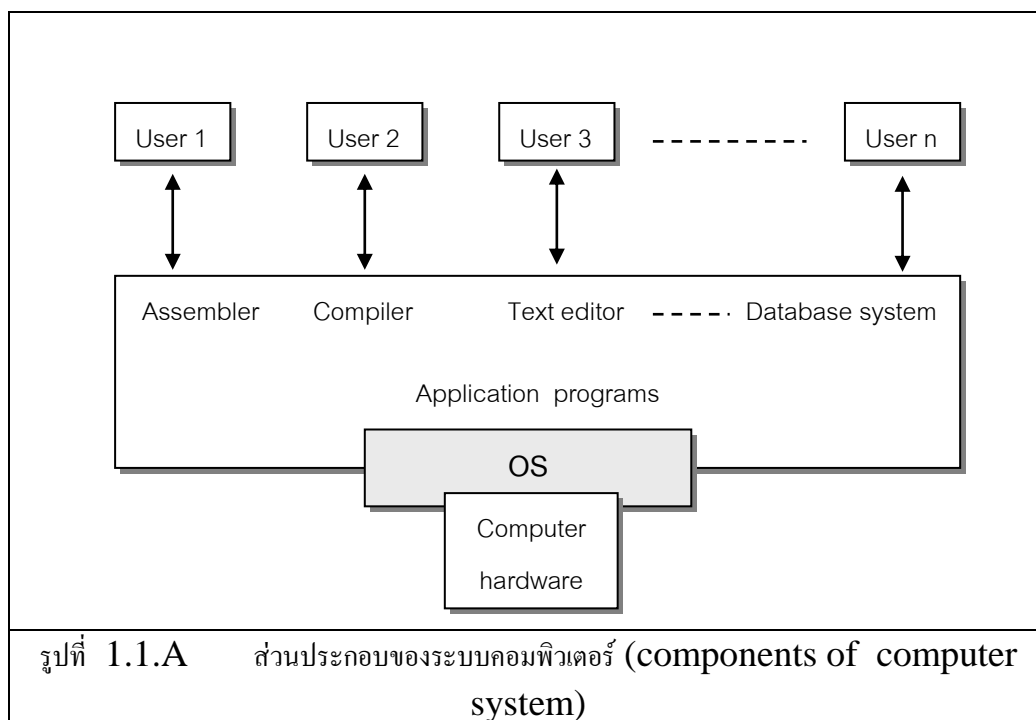 User 1 User 2 User 3 User n
Assembler Compiler Text editor Database system
Application programs
OS
Computer
hardware
รูปที่ 1.1.A ส่วนประกอบของระบบคอมพิวเตอร์ (components of computer
system)